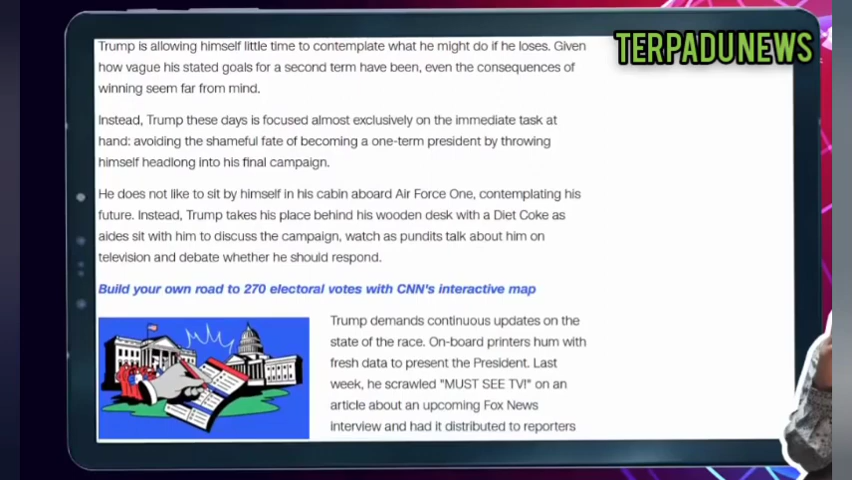 TERPADU NEWS
Trump is allowing himself little time to contemplate what he might do if he loses. Given
how vague his stated goals for a second term have been, even the consequences of
winning seem far from mind.
Instead, Trump these days is focused almost exclusively on the immediate task at
hand: avoiding the shameful fate of becoming a one-term president by throwing
himself headlong into his final campaign.
He does not like to sit by himself in his cabin aboard Air Force One, contemplating his
future. Instead, Trump takes his place behind his wooden desk with a Diet Coke as
aides sit with him to discuss the campaign, watch as pundits talk about him on
television and debate whether he should respond.
Build your own road to 270 electoral votes with CNN's interactive map
Trump demands continuous updates on the
state of the race. On-board printers hum with
fresh data to present the President. Last
week, he scrawled "MUST SEE TV!" on an
article about an upcoming Fox News
interview and had it distributed to reporters